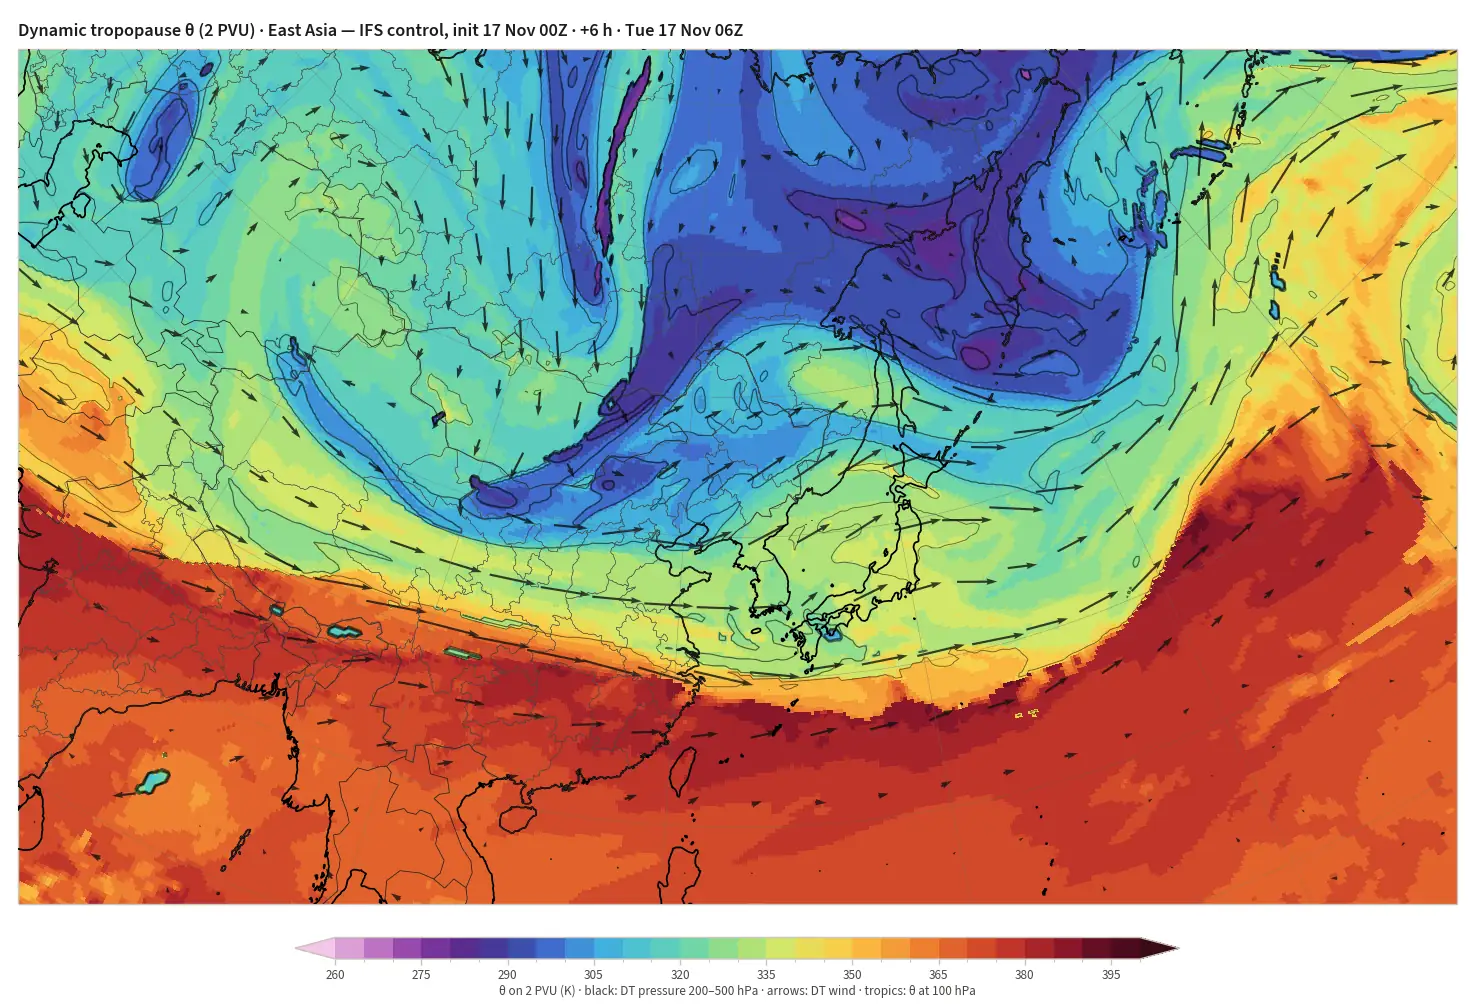 Dynamic tropopause θ (2 PVU) · East Asia — IFS control, init 17 Nov 00Z · +6 h · Tue 17 Nov 06Z
260 275 290 305 320 335 350 365 380 395
θ on 2 PVU (K) · black: DT pressure 200–500 hPa · arrows: DT wind · tropics: θ at 100 hPa